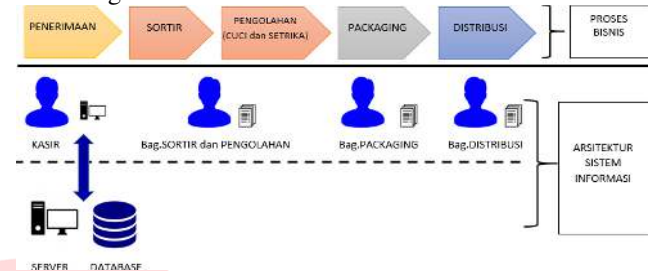 PENERIMAAN
SORTIR
PENGOLAHAN
(CUCI dan SETRIKA)
PACKAGING
DISTRIBUSI
PROSES
BISNIS
KASIR
Bag.SORTIR dan PENGOLAHAN
Bag.PACKAGING
Bag.DISTRIBUSI
ARSITEKTUR
SISTEM
INFORMASI
SERVER
DATABASE